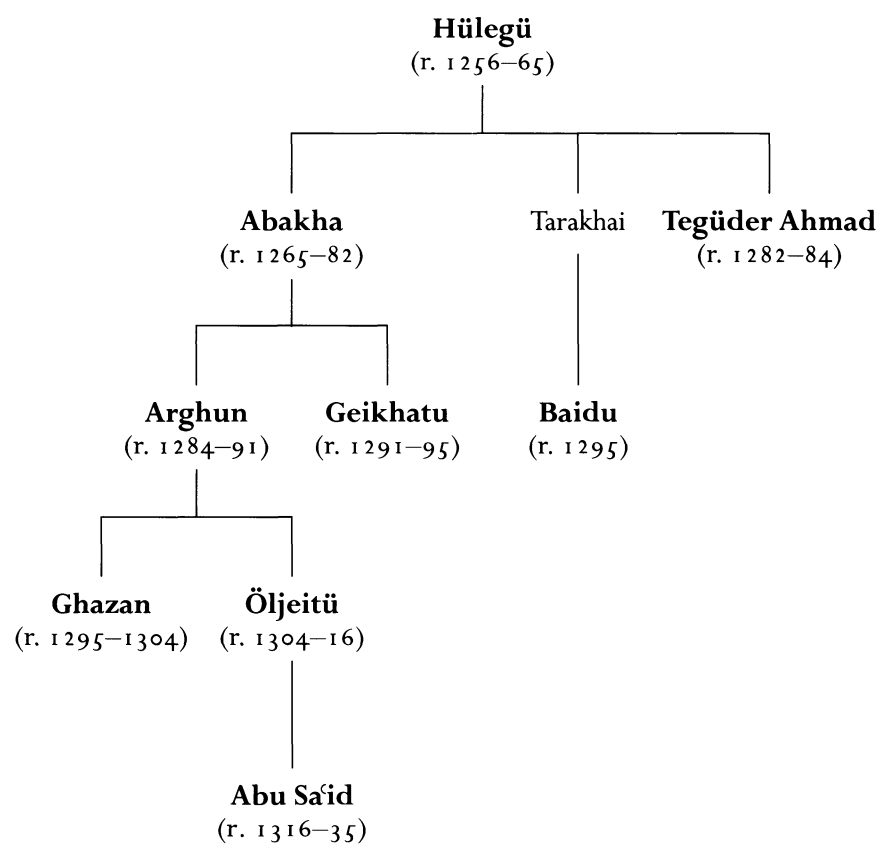 Hülegü
(r. 1256–65)
Abakha
(r. 1265–82)
Tarakhai
Tegüder Ahmad
(r. 1282–84)
Arghun
(r. 1284–91)
Geikhatu
(r. 1291–95)
Baidu
(r. 1295)
Ghazan
(r. 1295–1304)
Öljeitü
(r. 1304–16)
Abu Saʿid
(r. 1316–35)